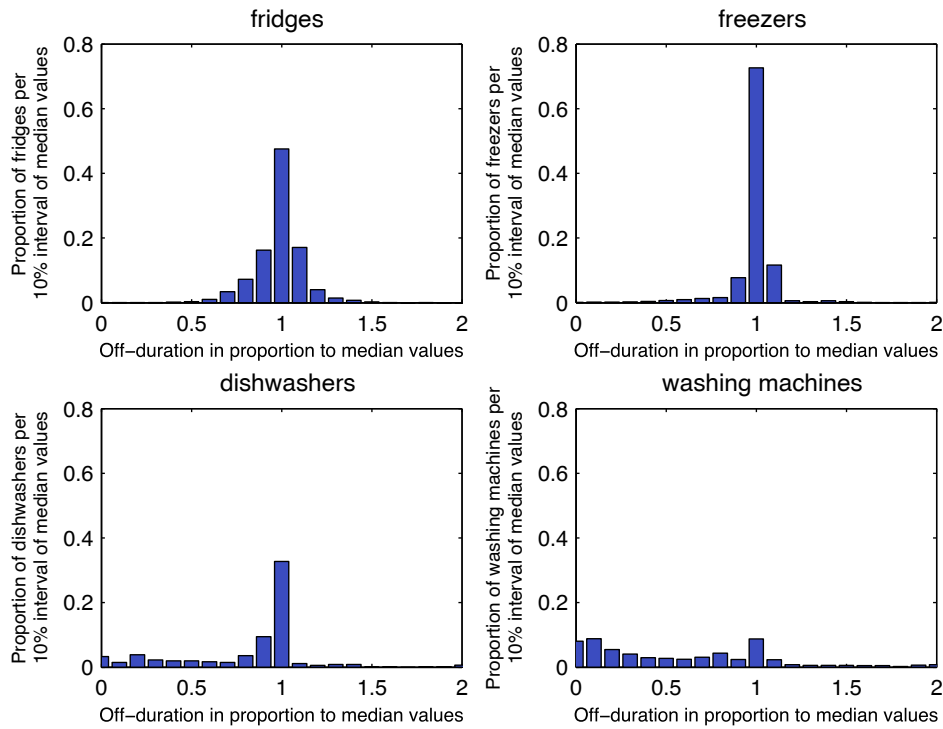 fridges
Proportion of fridges per
10% interval of median values
0.8
0.6
0.4
0.2
0
0 0.5 1 1.5 2
Off−duration in proportion to median values
freezers
Proportion of freezers per
10% interval of median values
0.8
0.6
0.4
0.2
0
0 0.5 1 1.5 2
Off−duration in proportion to median values
dishwashers
Proportion of dishwashers per
10% interval of median values
0.8
0.6
0.4
0.2
0
0 0.5 1 1.5 2
Off−duration in proportion to median values
washing machines
Proportion of washing machines per
10% interval of median values
0.8
0.6
0.4
0.2
0
0 0.5 1 1.5 2
Off−duration in proportion to median values